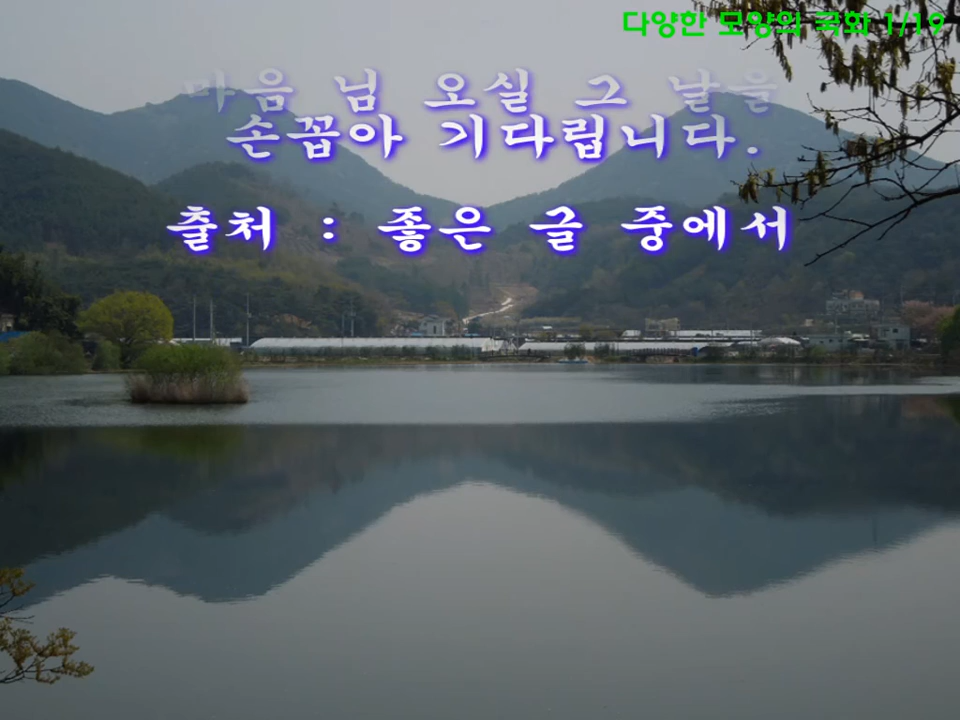 다양한 모양의 국화 1/19
마음 님 오실 그 날을
손꼽아 기다립니다.
출처 : 좋은 글 중에서